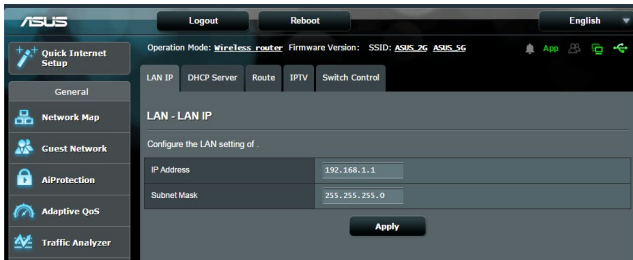 ASUS
Logout
Reboot
English
Quick Internet Setup
Operation Mode: Wireless router Firmware Version: SSID: ASUS_2G ASUS_5G
App
General
LAN IP DHCP Server Route IPTV Switch Control
Network Map
LAN - LAN IP
Guest Network
Configure the LAN setting of .
IP Address 192.168.1.1
AiProtection
Subnet Mask 255.255.255.0
Adaptive QoS
Apply
Traffic Analyzer